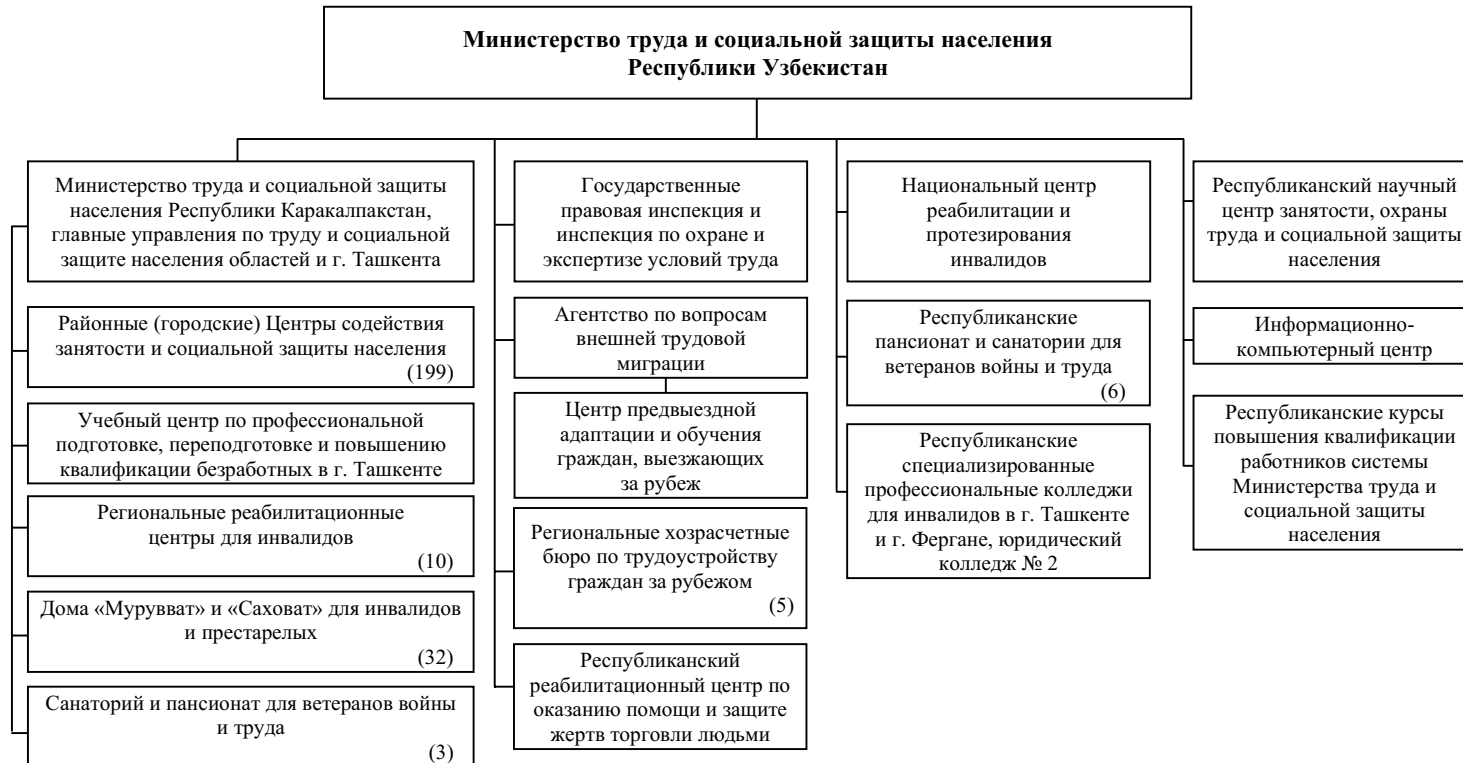 Министерство труда и социальной защиты населения
Республики Узбекистан
Министерство труда и социальной защиты
населения Республики Каракалпакстан,
главные управления по труду и социальной
защите населения областей и г. Ташкента
Районные (городские) Центры содействия
занятости и социальной защиты населения
(199)
Учебный центр по профессиональной
подготовке, переподготовке и повышению
квалификации безработных в г. Ташкенте
Региональные реабилитационные
центры для инвалидов
(10)
Дома «Мурувват» и «Саховат» для инвалидов
и престарелых
(32)
Санаторий и пансионат для ветеранов войны
и труда
(3)
Государственные
правовая инспекция и
инспекция по охране и
экспертизе условий труда
Агентство по вопросам
внешней трудовой
миграции
Центр предвыездной
адаптации и обучения
граждан, выезжающих
за рубеж
Региональные хозрасчетные
бюро по трудоустройству
граждан за рубежом
(5)
Республиканский
реабилитационный центр по
оказанию помощи и защите
жертв торговли людьми
Национальный центр
реабилитации и
протезирования
инвалидов
Республиканские
пансионат и санатории для
ветеранов войны и труда
(6)
Республиканские
специализированные
профессиональные колледжи
для инвалидов в г. Ташкенте
и г. Фергане, юридический
колледж № 2
Республиканский научный
центр занятости, охраны
труда и социальной защиты
населения
Информационно-
компьютерный центр
Республиканские курсы
повышения квалификации
работников системы
Министерства труда и
социальной защиты
населения